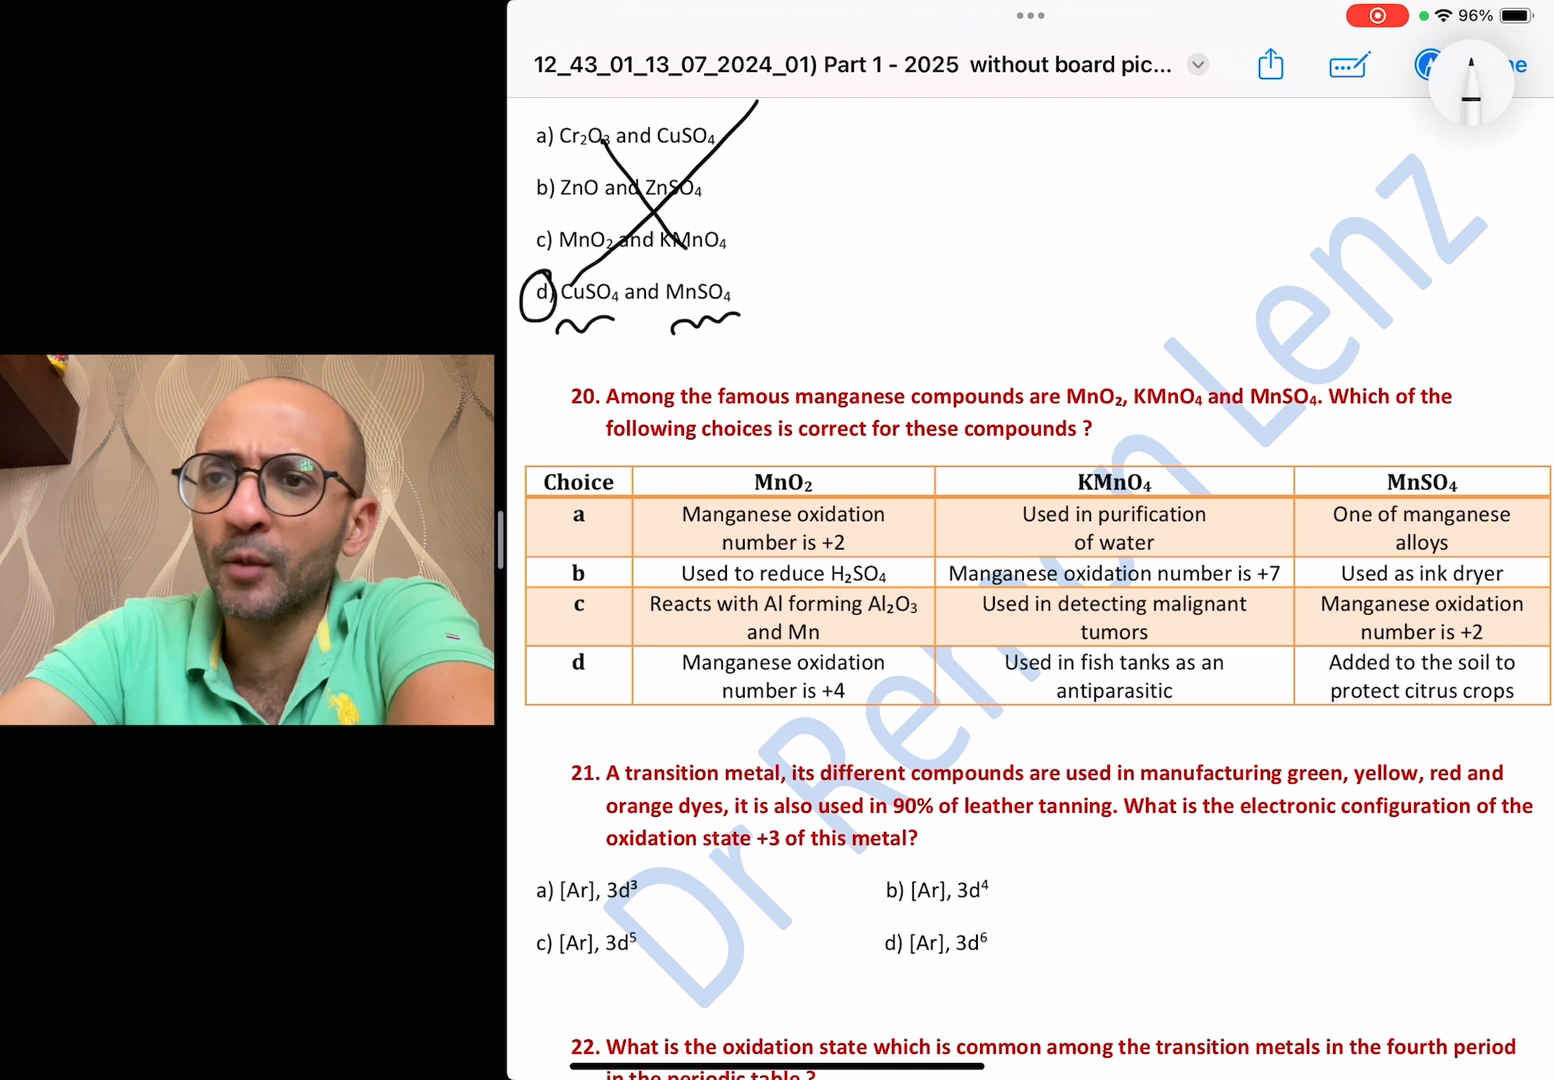 96%
12_43_01_13_07_2024_01) Part 1 - 2025 without board pic...
a) Cr₂O₃ and CuSO₄
b) ZnO and ZnSO₄
c) MnO₂ and KMnO₄
d) CuSO₄ and MnSO₄
20. Among the famous manganese compounds are MnO₂, KMnO₄ and MnSO₄. Which of the
following choices is correct for these compounds ?
Choice MnO₂ KMnO₄ MnSO₄
a Manganese oxidation number is +2 Used in purification of water One of manganese alloys
b Used to reduce H₂SO₄ Manganese oxidation number is +7 Used as ink dryer
c Reacts with Al forming Al₂O₃ and Mn Used in detecting malignant tumors Manganese oxidation number is +2
d Manganese oxidation number is +4 Used in fish tanks as an antiparasitic Added to the soil to protect citrus crops
21. A transition metal, its different compounds are used in manufacturing green, yellow, red and
orange dyes, it is also used in 90% of leather tanning. What is the electronic configuration of the
oxidation state +3 of this metal?
a) [Ar], 3d³ b) [Ar], 3d⁴
c) [Ar], 3d⁵ d) [Ar], 3d⁶
22. What is the oxidation state which is common among the transition metals in the fourth period
in the periodic table ?